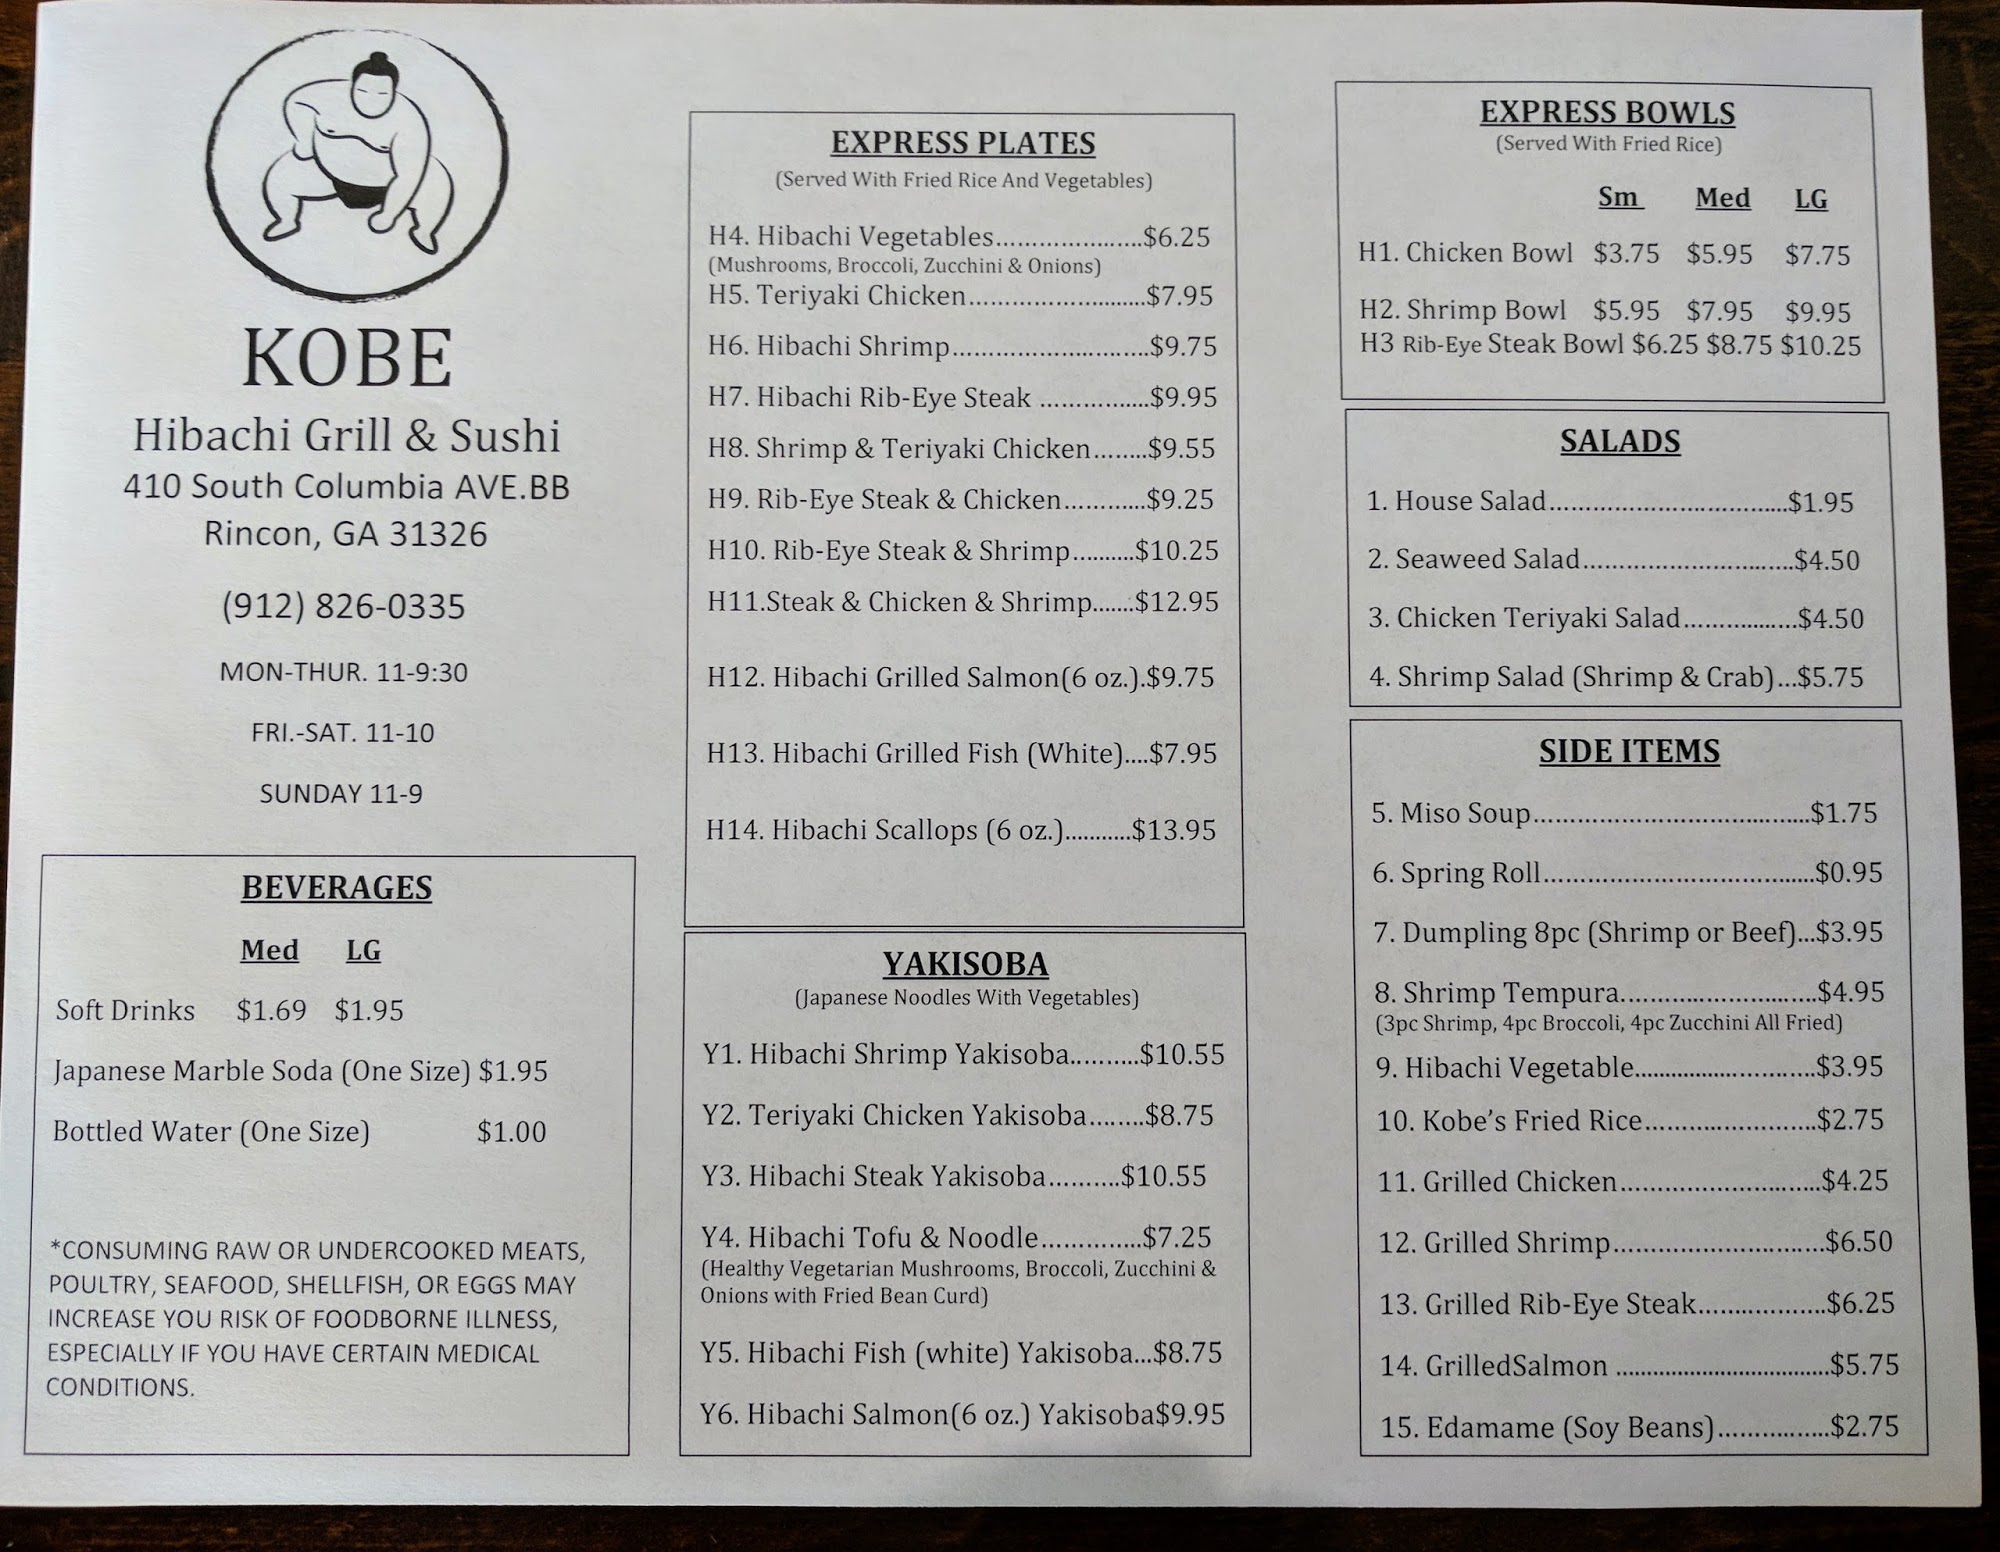 KOBE
Hibachi Grill & Sushi
410 South Columbia AVE.BB
Rincon, GA 31326
(912) 826-0335
MON-THUR. 11-9:30
FRI.-SAT. 11-10
SUNDAY 11-9
BEVERAGES
Med LG
Soft Drinks $1.69 $1.95
Japanese Marble Soda (One Size) $1.95
Bottled Water (One Size) $1.00
*CONSUMING RAW OR UNDERCOOKED MEATS,
POULTRY, SEAFOOD, SHELLFISH, OR EGGS MAY
INCREASE YOU RISK OF FOODBORNE ILLNESS,
ESPECIALLY IF YOU HAVE CERTAIN MEDICAL
CONDITIONS.
EXPRESS PLATES
(Served With Fried Rice And Vegetables)
H4. Hibachi Vegetables.....................$6.25
(Mushrooms, Broccoli, Zucchini & Onions)
H5. Teriyaki Chicken.........................$7.95
H6. Hibachi Shrimp............................$9.75
H7. Hibachi Rib-Eye Steak ................$9.95
H8. Shrimp & Teriyaki Chicken........$9.55
H9. Rib-Eye Steak & Chicken............$9.25
H10. Rib-Eye Steak & Shrimp.........$10.25
H11.Steak & Chicken & Shrimp.......$12.95
H12. Hibachi Grilled Salmon(6 oz.).$9.75
H13. Hibachi Grilled Fish (White)....$7.95
H14. Hibachi Scallops (6 oz.)...........$13.95
YAKISOBA
(Japanese Noodles With Vegetables)
Y1. Hibachi Shrimp Yakisoba..........$10.55
Y2. Teriyaki Chicken Yakisoba........$8.75
Y3. Hibachi Steak Yakisoba..........$10.55
Y4. Hibachi Tofu & Noodle..............$7.25
(Healthy Vegetarian Mushrooms, Broccoli, Zucchini &
Onions with Fried Bean Curd)
Y5. Hibachi Fish (white) Yakisoba...$8.75
Y6. Hibachi Salmon(6 oz.) Yakisoba$9.95
EXPRESS BOWLS
(Served With Fried Rice)
Sm Med LG
H1. Chicken Bowl $3.75 $5.95 $7.75
H2. Shrimp Bowl $5.95 $7.95 $9.95
H3 Rib-Eye Steak Bowl $6.25 $8.75 $10.25
SALADS
1. House Salad..................................$1.95
2. Seaweed Salad..............................$4.50
3. Chicken Teriyaki Salad................$4.50
4. Shrimp Salad (Shrimp & Crab)...$5.75
SIDE ITEMS
5. Miso Soup.......................................$1.75
6. Spring Roll......................................$0.95
7. Dumpling 8pc (Shrimp or Beef)...$3.95
8. Shrimp Tempura............................$4.95
(3pc Shrimp, 4pc Broccoli, 4pc Zucchini All Fried)
9. Hibachi Vegetable..........................$3.95
10. Kobe's Fried Rice........................$2.75
11. Grilled Chicken............................$4.25
12. Grilled Shrimp..............................$6.50
13. Grilled Rib-Eye Steak..................$6.25
14. GrilledSalmon ..............................$5.75
15. Edamame (Soy Beans)................$2.75